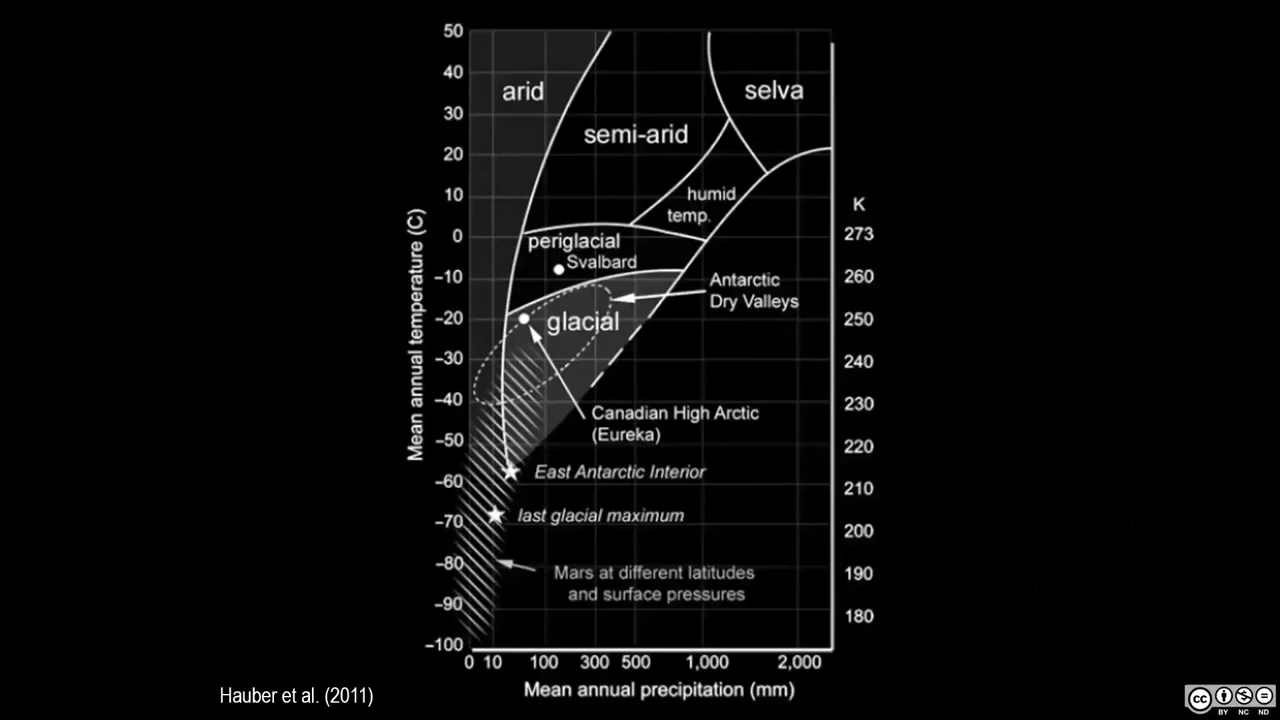 50
40
30
20
10
0
–10
–20
–30
–40
–50
–60
–70
–80
–90
–100
Mean annual temperature (C)
arid
semi-arid
selva
humid
temp.
periglacial
Svalbard
glacial
Antarctic
Dry Valleys
Canadian High Arctic
(Eureka)
East Antarctic Interior
last glacial maximum
Mars at different latitudes
and surface pressures
K
273
260
250
240
230
220
210
200
190
180
0 10 100 300 500 1,000 2,000
Mean annual precipitation (mm)
Hauber et al. (2011)
cc
BY NC ND